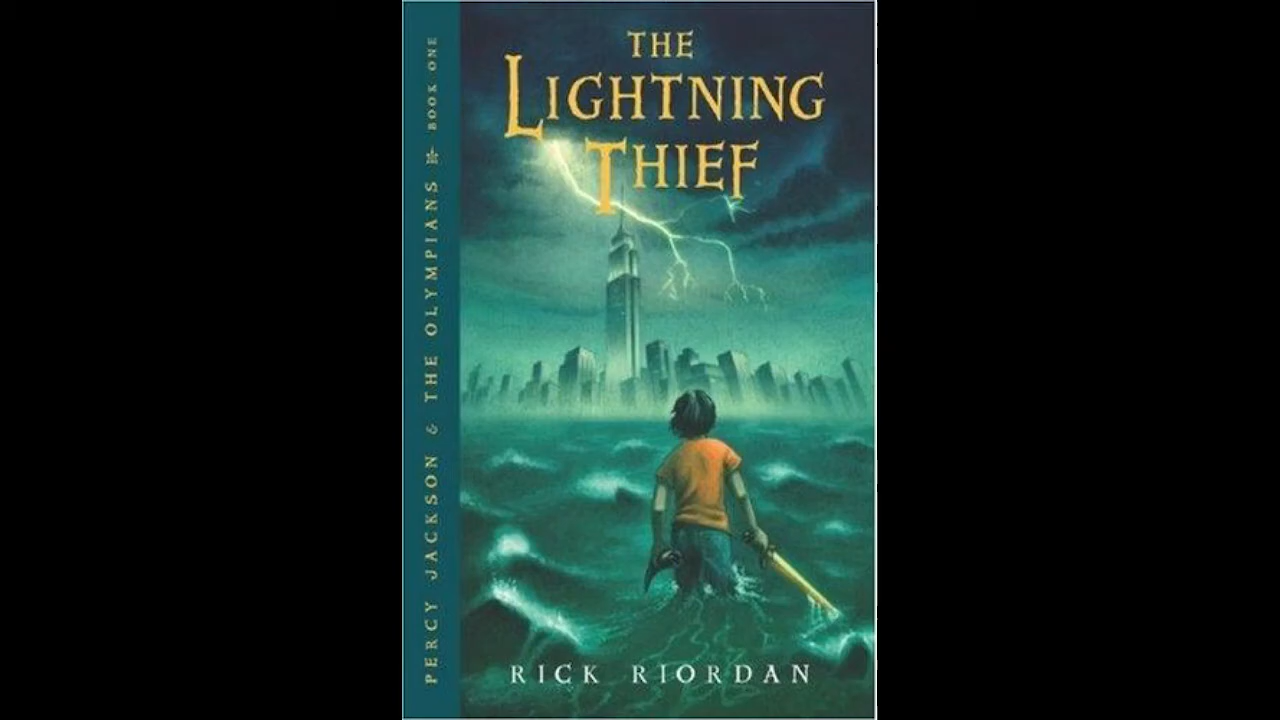 THE
LIGHTNING
THIEF
PERCY JACKSON & THE OLYMPIANS BOOK ONE
RICK RIORDAN